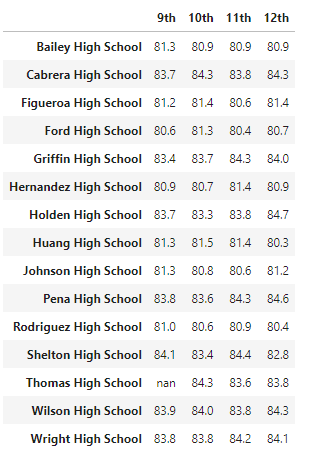 9th 10th 11th 12th
Bailey High School 81.3 80.9 80.9 80.9
Cabrera High School 83.7 84.3 83.8 84.3
Figueroa High School 81.2 81.4 80.6 81.4
Ford High School 80.6 81.3 80.4 80.7
Griffin High School 83.4 83.7 84.3 84.0
Hernandez High School 80.9 80.7 81.4 80.9
Holden High School 83.7 83.3 83.8 84.7
Huang High School 81.3 81.5 81.4 80.3
Johnson High School 81.3 80.8 80.6 81.2
Pena High School 83.8 83.6 84.3 84.6
Rodriguez High School 81.0 80.6 80.9 80.4
Shelton High School 84.1 83.4 84.4 82.8
Thomas High School nan 84.3 83.6 83.8
Wilson High School 83.9 84.0 83.8 84.3
Wright High School 83.8 83.8 84.2 84.1